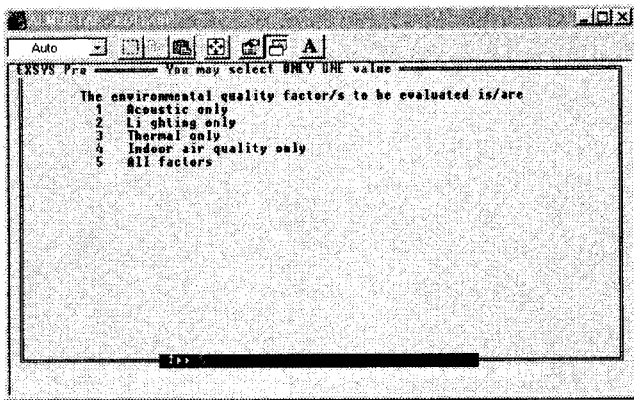 Auto
A
EXSYS Pro You may select ONLY ONE value
The environmental quality factor/s to be evaluated is/are
1 Acoustic only
2 Li ghting only
3 Thermal only
4 Indoor air quality only
5 All factors